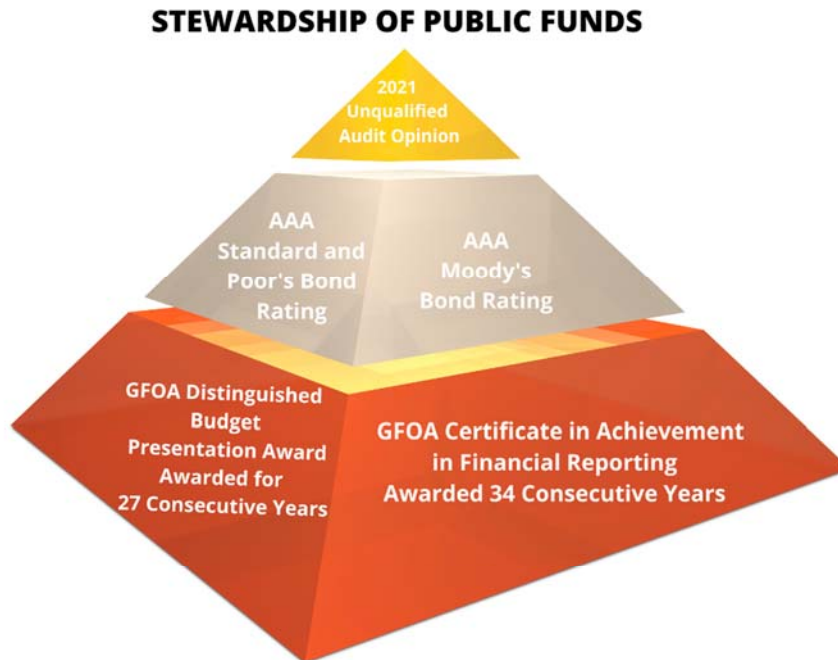 STEWARDSHIP OF PUBLIC FUNDS
2021
Unqualified
Audit Opinion
AAA
Standard and
Poor's Bond
Rating
AAA
Moody's
Bond Rating
GFOA Distinguished
Budget
Presentation Award
Awarded for
27 Consecutive Years
GFOA Certificate in Achievement
in Financial Reporting
Awarded 34 Consecutive Years